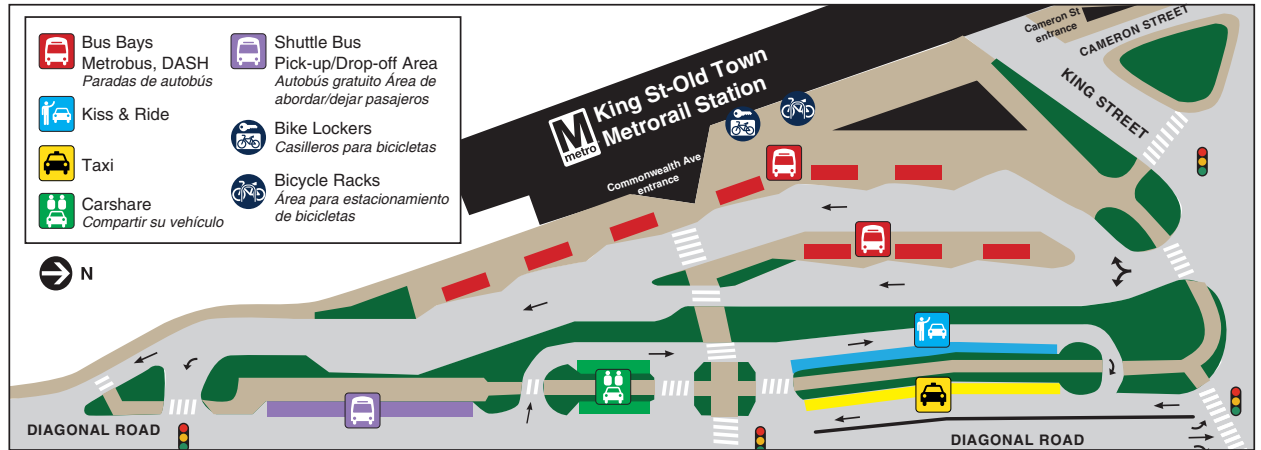 Bus Bays
Metrobus, DASH
Paradas de autobús
Kiss & Ride
Taxi
Carshare
Compartir su vehículo
Shuttle Bus
Pick-up/Drop-off Area
Autobús gratuito Área de
abordar/dejar pasajeros
Bike Lockers
Casilleros para bicicletas
Bicycle Racks
Área para estacionamiento
de bicicletas
N
M
metro
King St-Old Town
Metrorail Station
Commonwealth Ave
entrance
Cameron St
entrance
CAMERON STREET
KING STREET
DIAGONAL ROAD
DIAGONAL ROAD